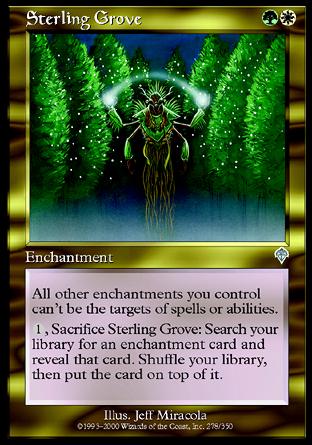 Sterling Grove
Enchantment
All other enchantments you control
can't be the targets of spells or abilities.
1, Sacrifice Sterling Grove: Search your
library for an enchantment card and
reveal that card. Shuffle your library,
then put the card on top of it.
Illus. Jeff Miracola
©1993-2000 Wizards of the Coast, Inc. 278/350